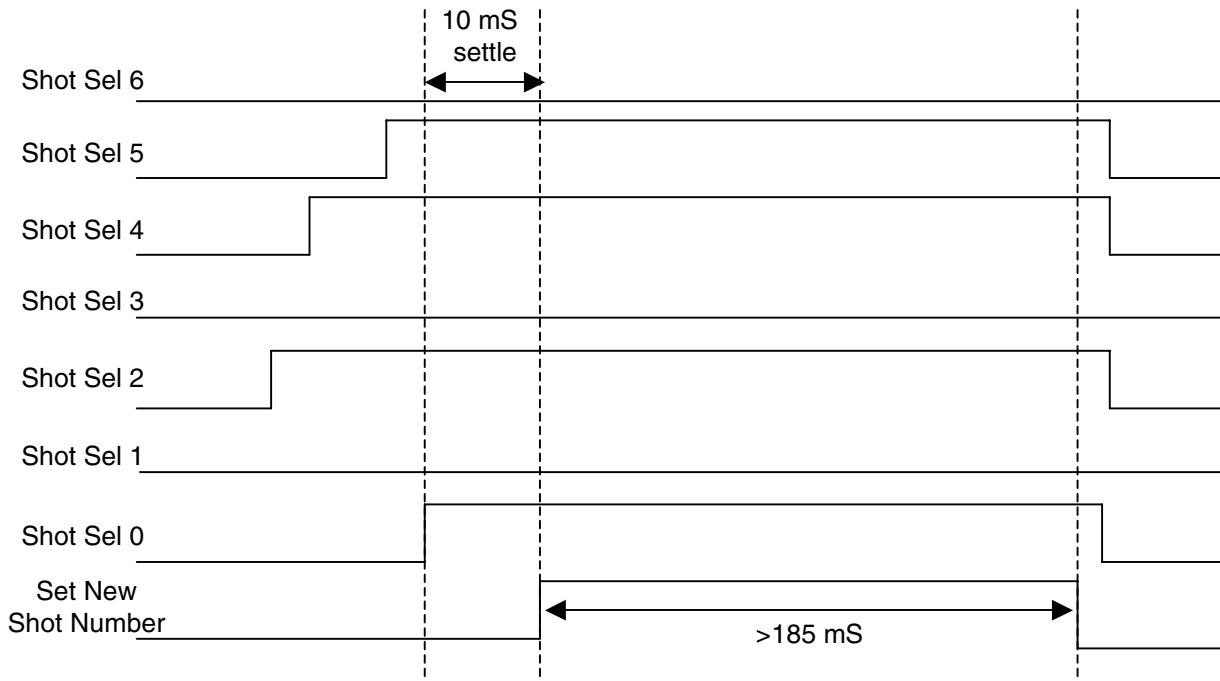 10 mS
settle
Shot Sel 6
Shot Sel 5
Shot Sel 4
Shot Sel 3
Shot Sel 2
Shot Sel 1
Shot Sel 0
Set New
Shot Number
>185 mS